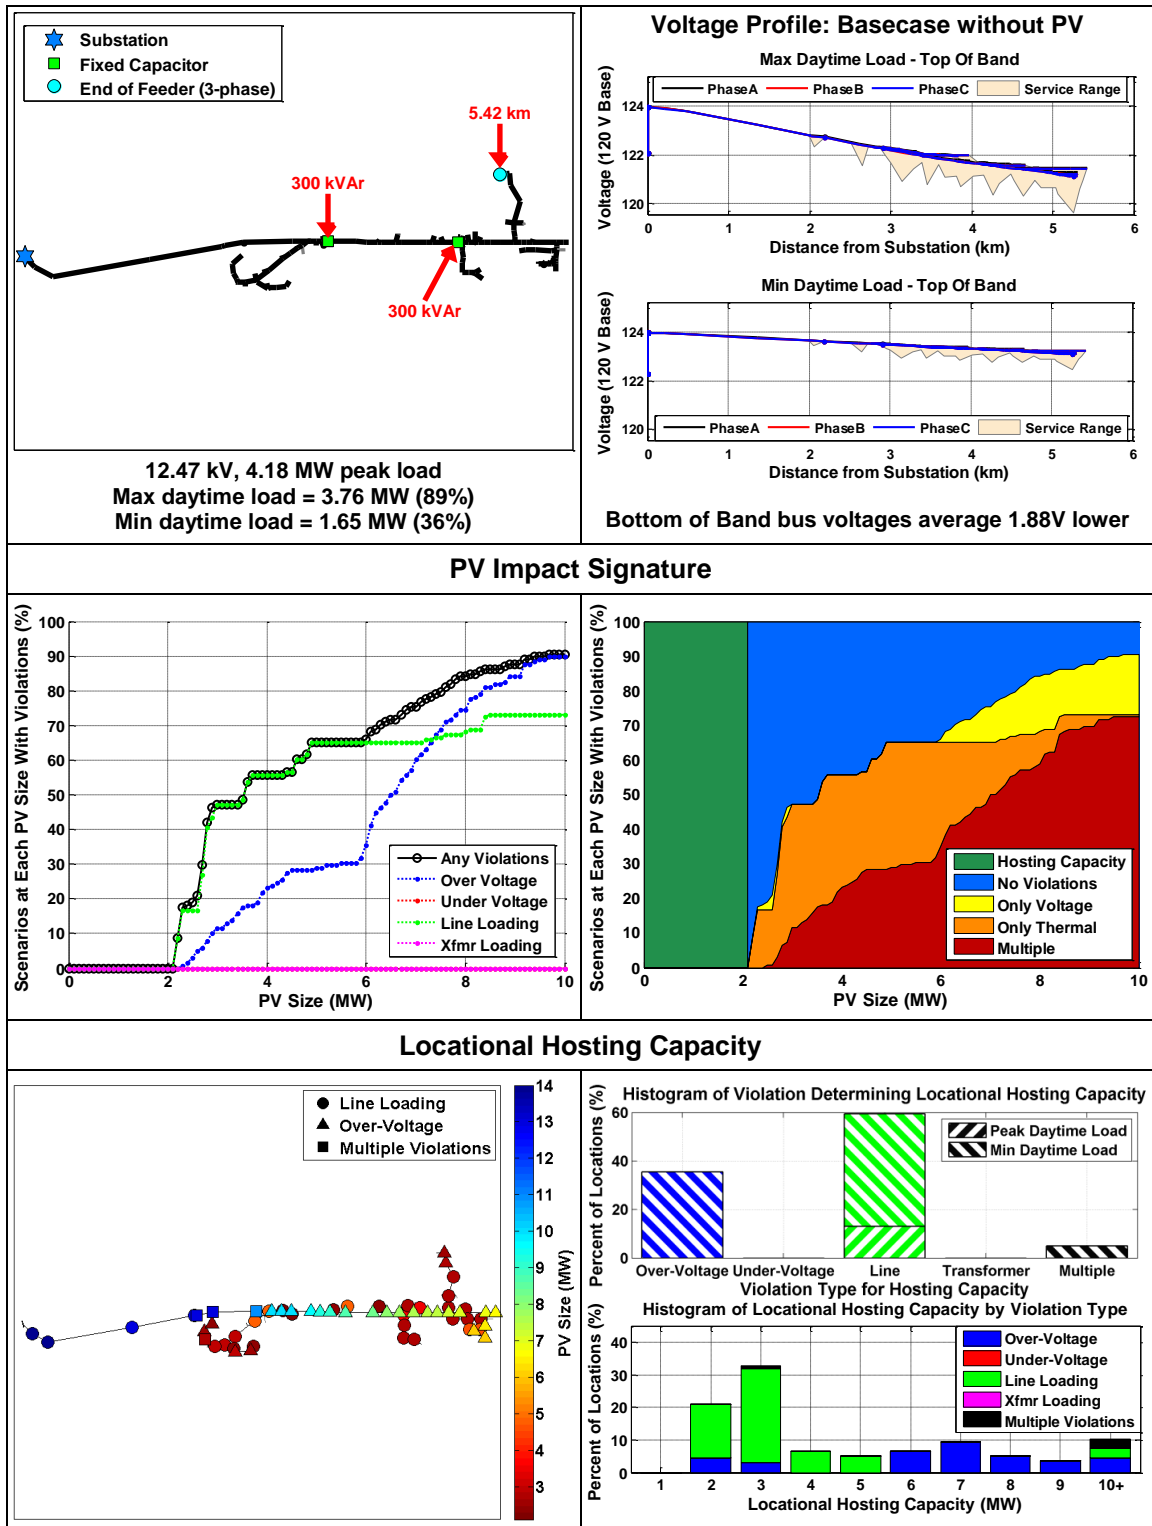 Substation
Fixed Capacitor
End of Feeder (3-phase)
5.42 km
300 kVAr
300 kVAr
12.47 kV, 4.18 MW peak load
Max daytime load = 3.76 MW (89%)
Min daytime load = 1.65 MW (36%)
Voltage Profile: Basecase without PV
Max Daytime Load - Top Of Band
PhaseA PhaseB PhaseC Service Range
Voltage (120 V Base)
124
122
120
0 1 2 3 4 5 6
Distance from Substation (km)
Min Daytime Load - Top Of Band
Voltage (120 V Base)
124
122
120
PhaseA PhaseB PhaseC Service Range
0 1 2 3 4 5 6
Distance from Substation (km)
Bottom of Band bus voltages average 1.88V lower
PV Impact Signature
Scenarios at Each PV Size With Violations (%)
100
90
80
70
60
50
40
30
20
10
0
Any Violations
Over Voltage
Under Voltage
Line Loading
Xfmr Loading
0 2 4 6 8 10
PV Size (MW)
Scenarios at Each PV Size With Violations (%)
100
90
80
70
60
50
40
30
20
10
0
Hosting Capacity
No Violations
Only Voltage
Only Thermal
Multiple
0 2 4 6 8 10
PV Size (MW)
Locational Hosting Capacity
Line Loading
Over-Voltage
Multiple Violations
14
13
12
11
10
9
8
7
6
5
4
3
PV Size (MW)
Histogram of Violation Determining Locational Hosting Capacity
Percent of Locations (%)
60
40
20
0
Peak Daytime Load
Min Daytime Load
Over-Voltage Under-Voltage Line Transformer Multiple
Violation Type for Hosting Capacity
Histogram of Locational Hosting Capacity by Violation Type
Percent of Locations (%)
40
30
20
10
0
Over-Voltage
Under-Voltage
Line Loading
Xfmr Loading
Multiple Violations
1 2 3 4 5 6 7 8 9 10+
Locational Hosting Capacity (MW)